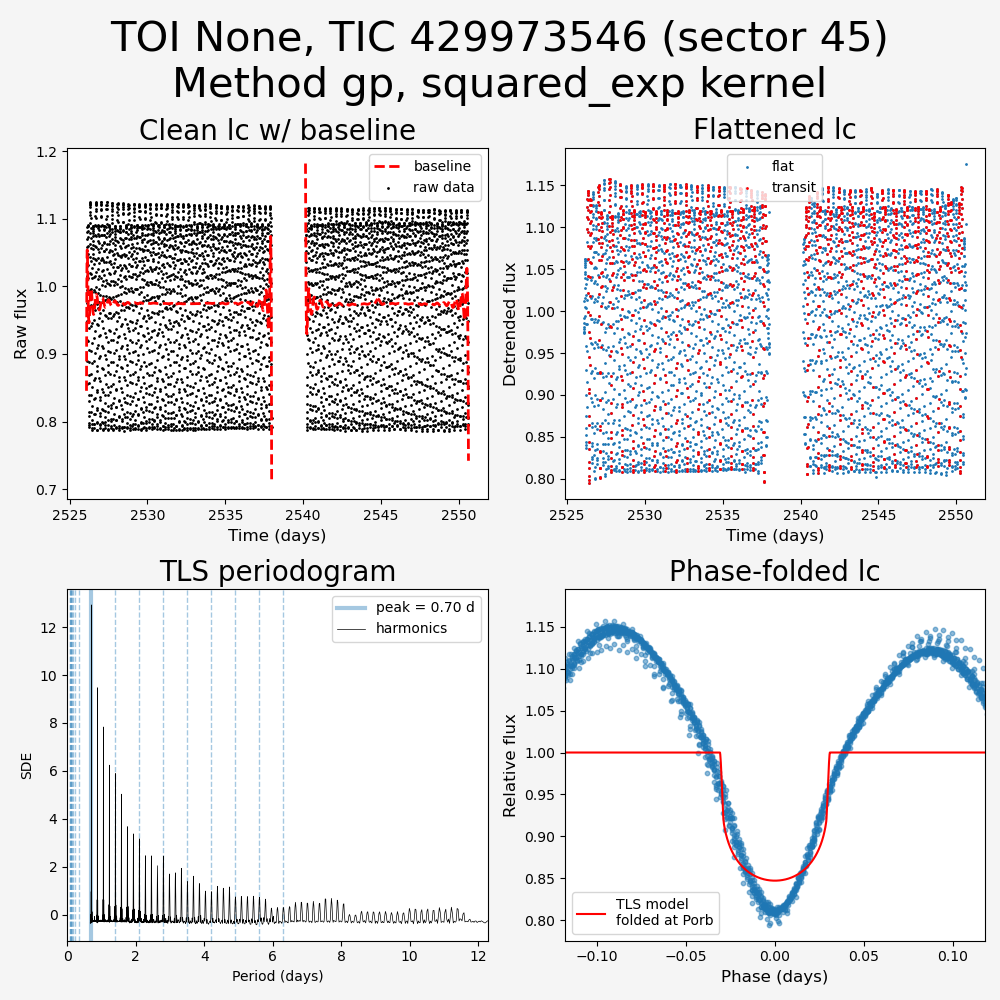 TOI None, TIC 429973546 (sector 45)
Method gp, squared_exp kernel
Clean lc w/ baseline
baseline
raw data
Raw flux
1.2
1.1
1.0
0.9
0.8
0.7
2525 2530 2535 2540 2545 2550
Time (days)
Flattened lc
flat
transit
Detrended flux
1.15
1.10
1.05
1.00
0.95
0.90
0.85
0.80
2525 2530 2535 2540 2545 2550
Time (days)
TLS periodogram
peak = 0.70 d
harmonics
SDE
12
10
8
6
4
2
0
0 2 4 6 8 10 12
Period (days)
Phase-folded lc
Relative flux
1.15
1.10
1.05
1.00
0.95
0.90
0.85
0.80
TLS model
folded at Porb
−0.10 −0.05 0.00 0.05 0.10
Phase (days)